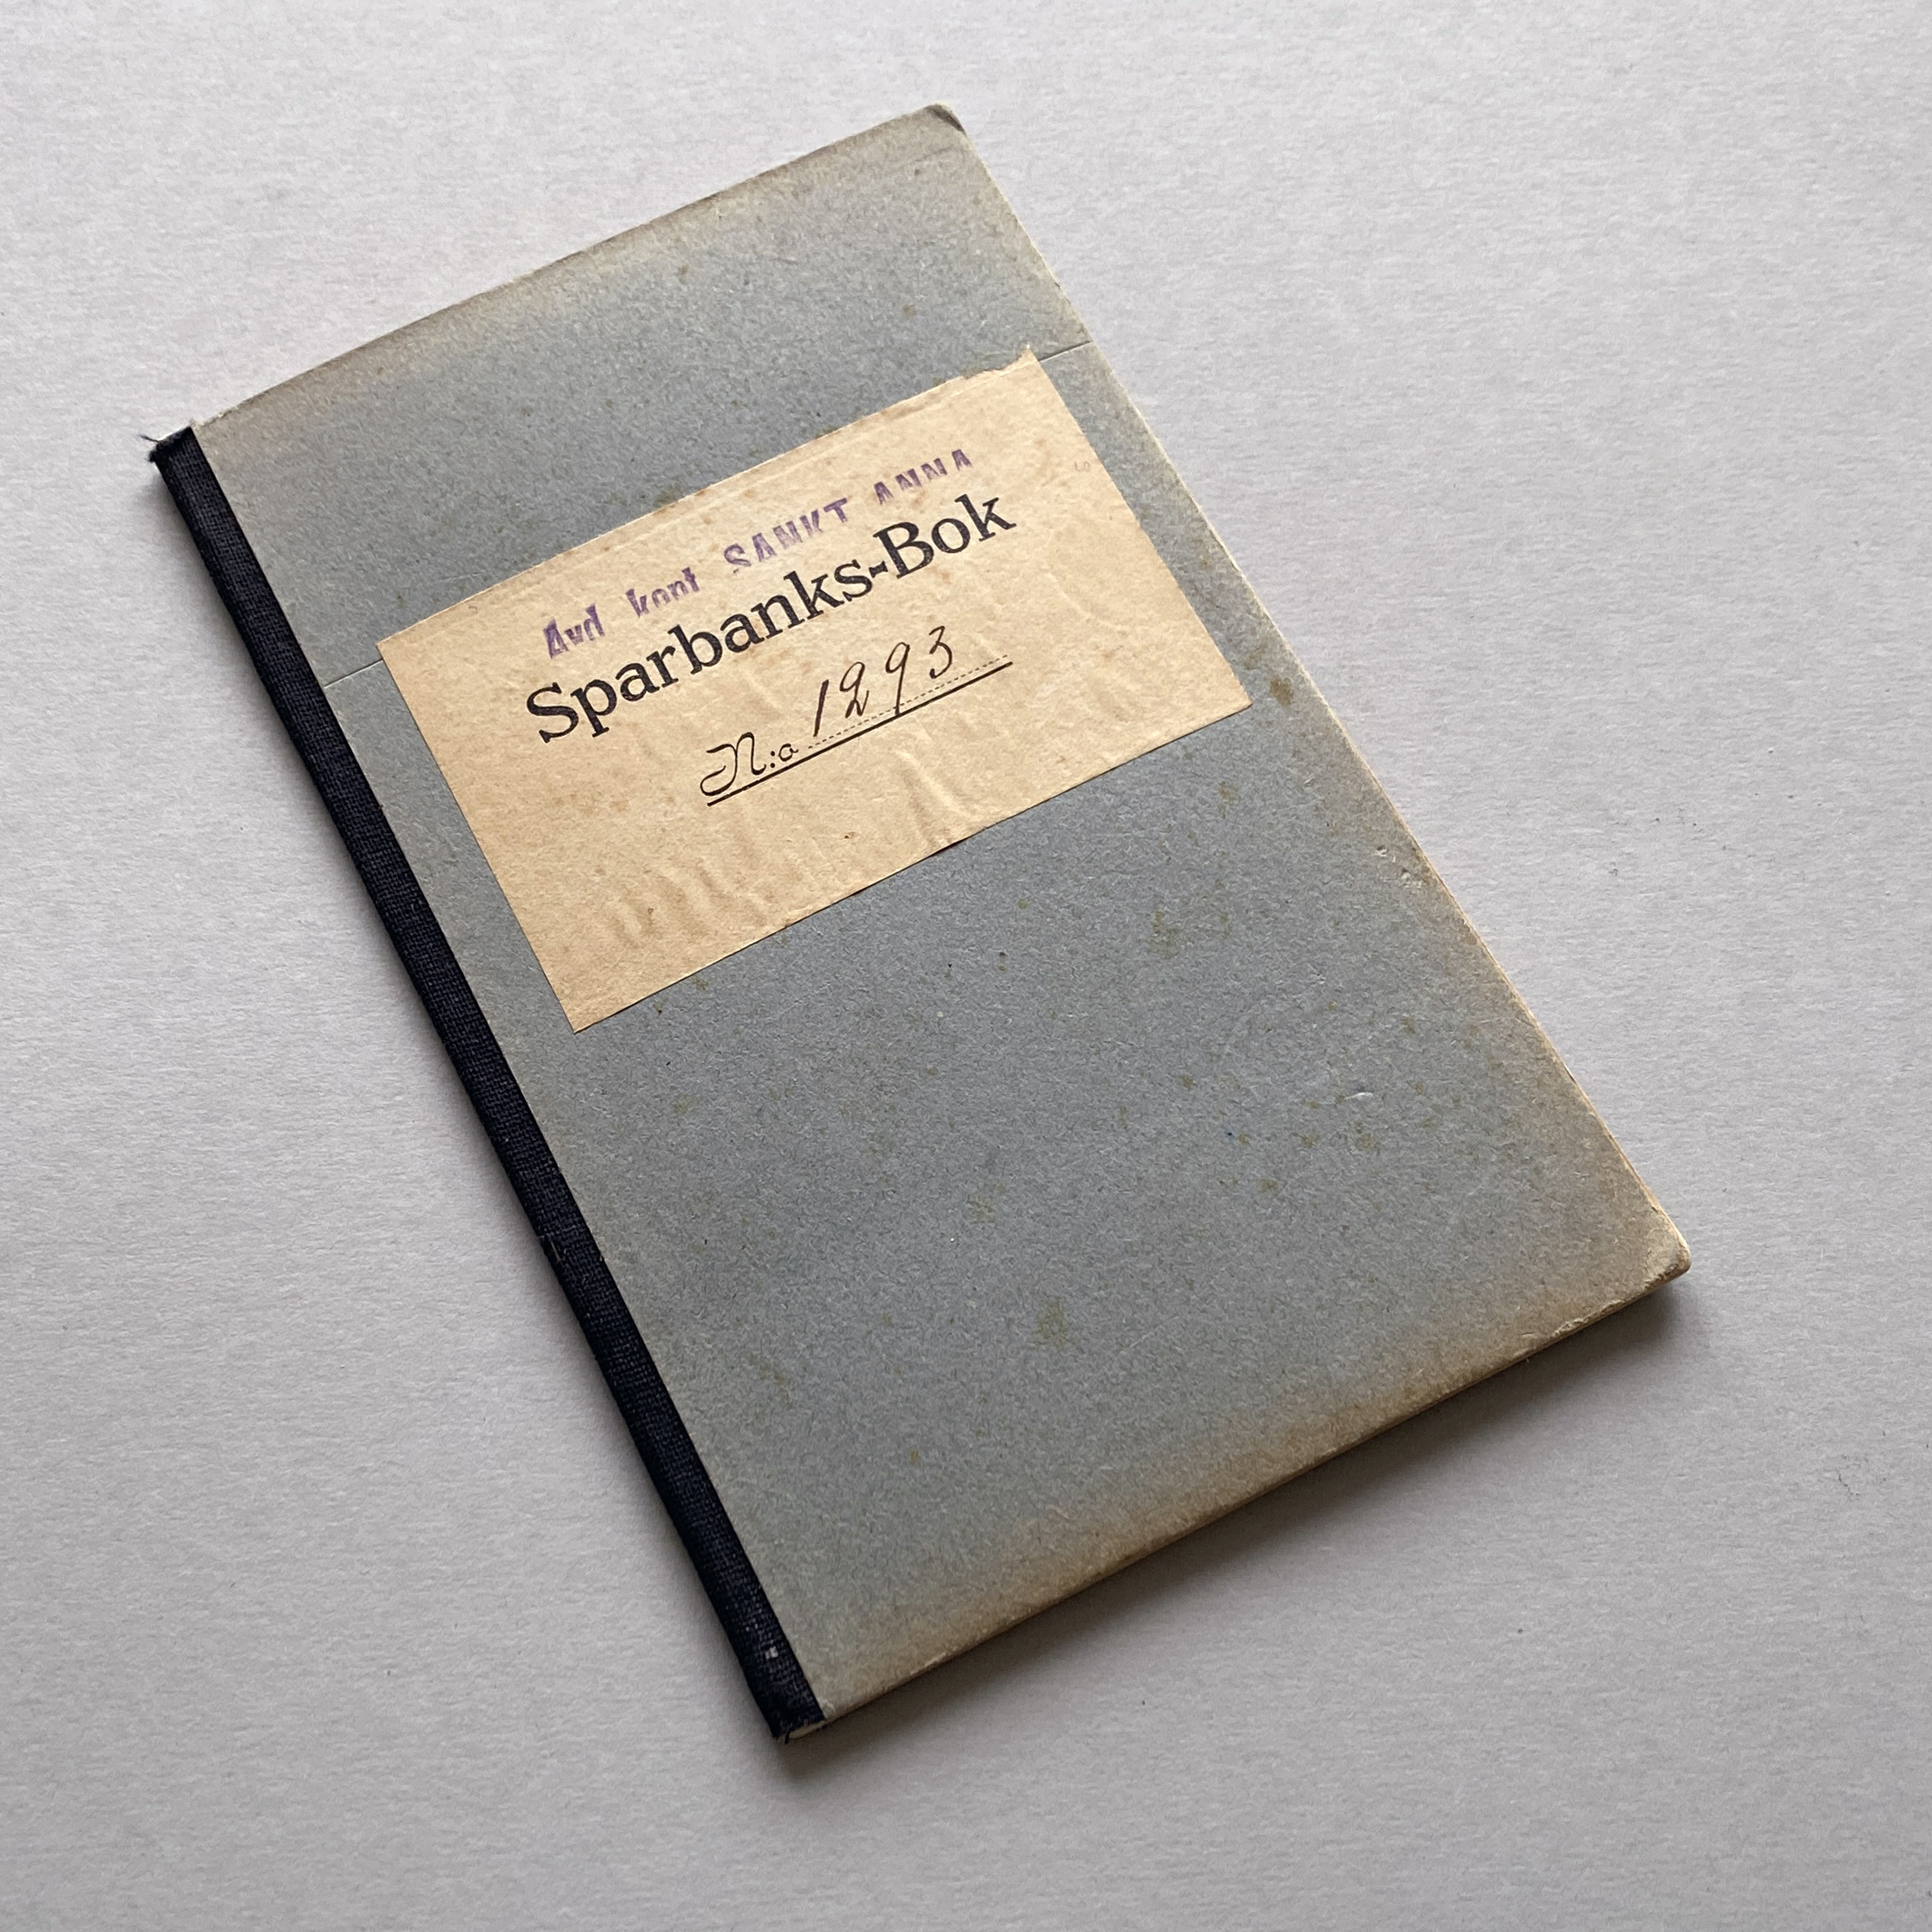 Avd kont SANKT ANNA
Sparbanks-Bok
N:o 1293